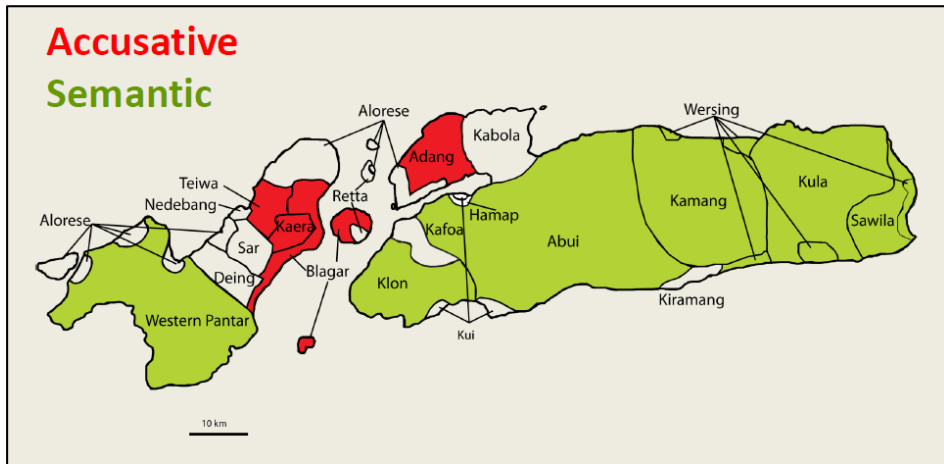 Accusative
Semantic
Alorese
Wersing
Kabola
Adang
Teiwa
Nedebang
Retta
Kula
Alorese
Kaera
Hamap
Kamang
Kafoa
Sar
Abui
Sawila
Blagar
Deing
Klon
Kiramang
Western Pantar
Kui
10 km